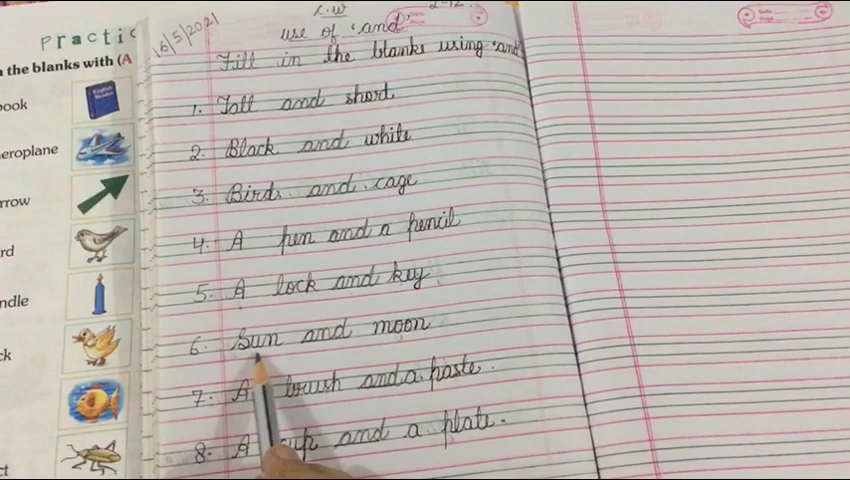 Practic
the blanks with (A
book
eroplane
rrow
rd
ndle
ck
ct
16/5/2021
C.W
use of 'and'
Fill in the blanks using 'and'
1. Tall and short
2. Black and white
3. Birds and cage
4. A pen and a pencil
5. A lock and key
6. Sun and moon
7. A brush and a paste.
8. A cup and a plate.